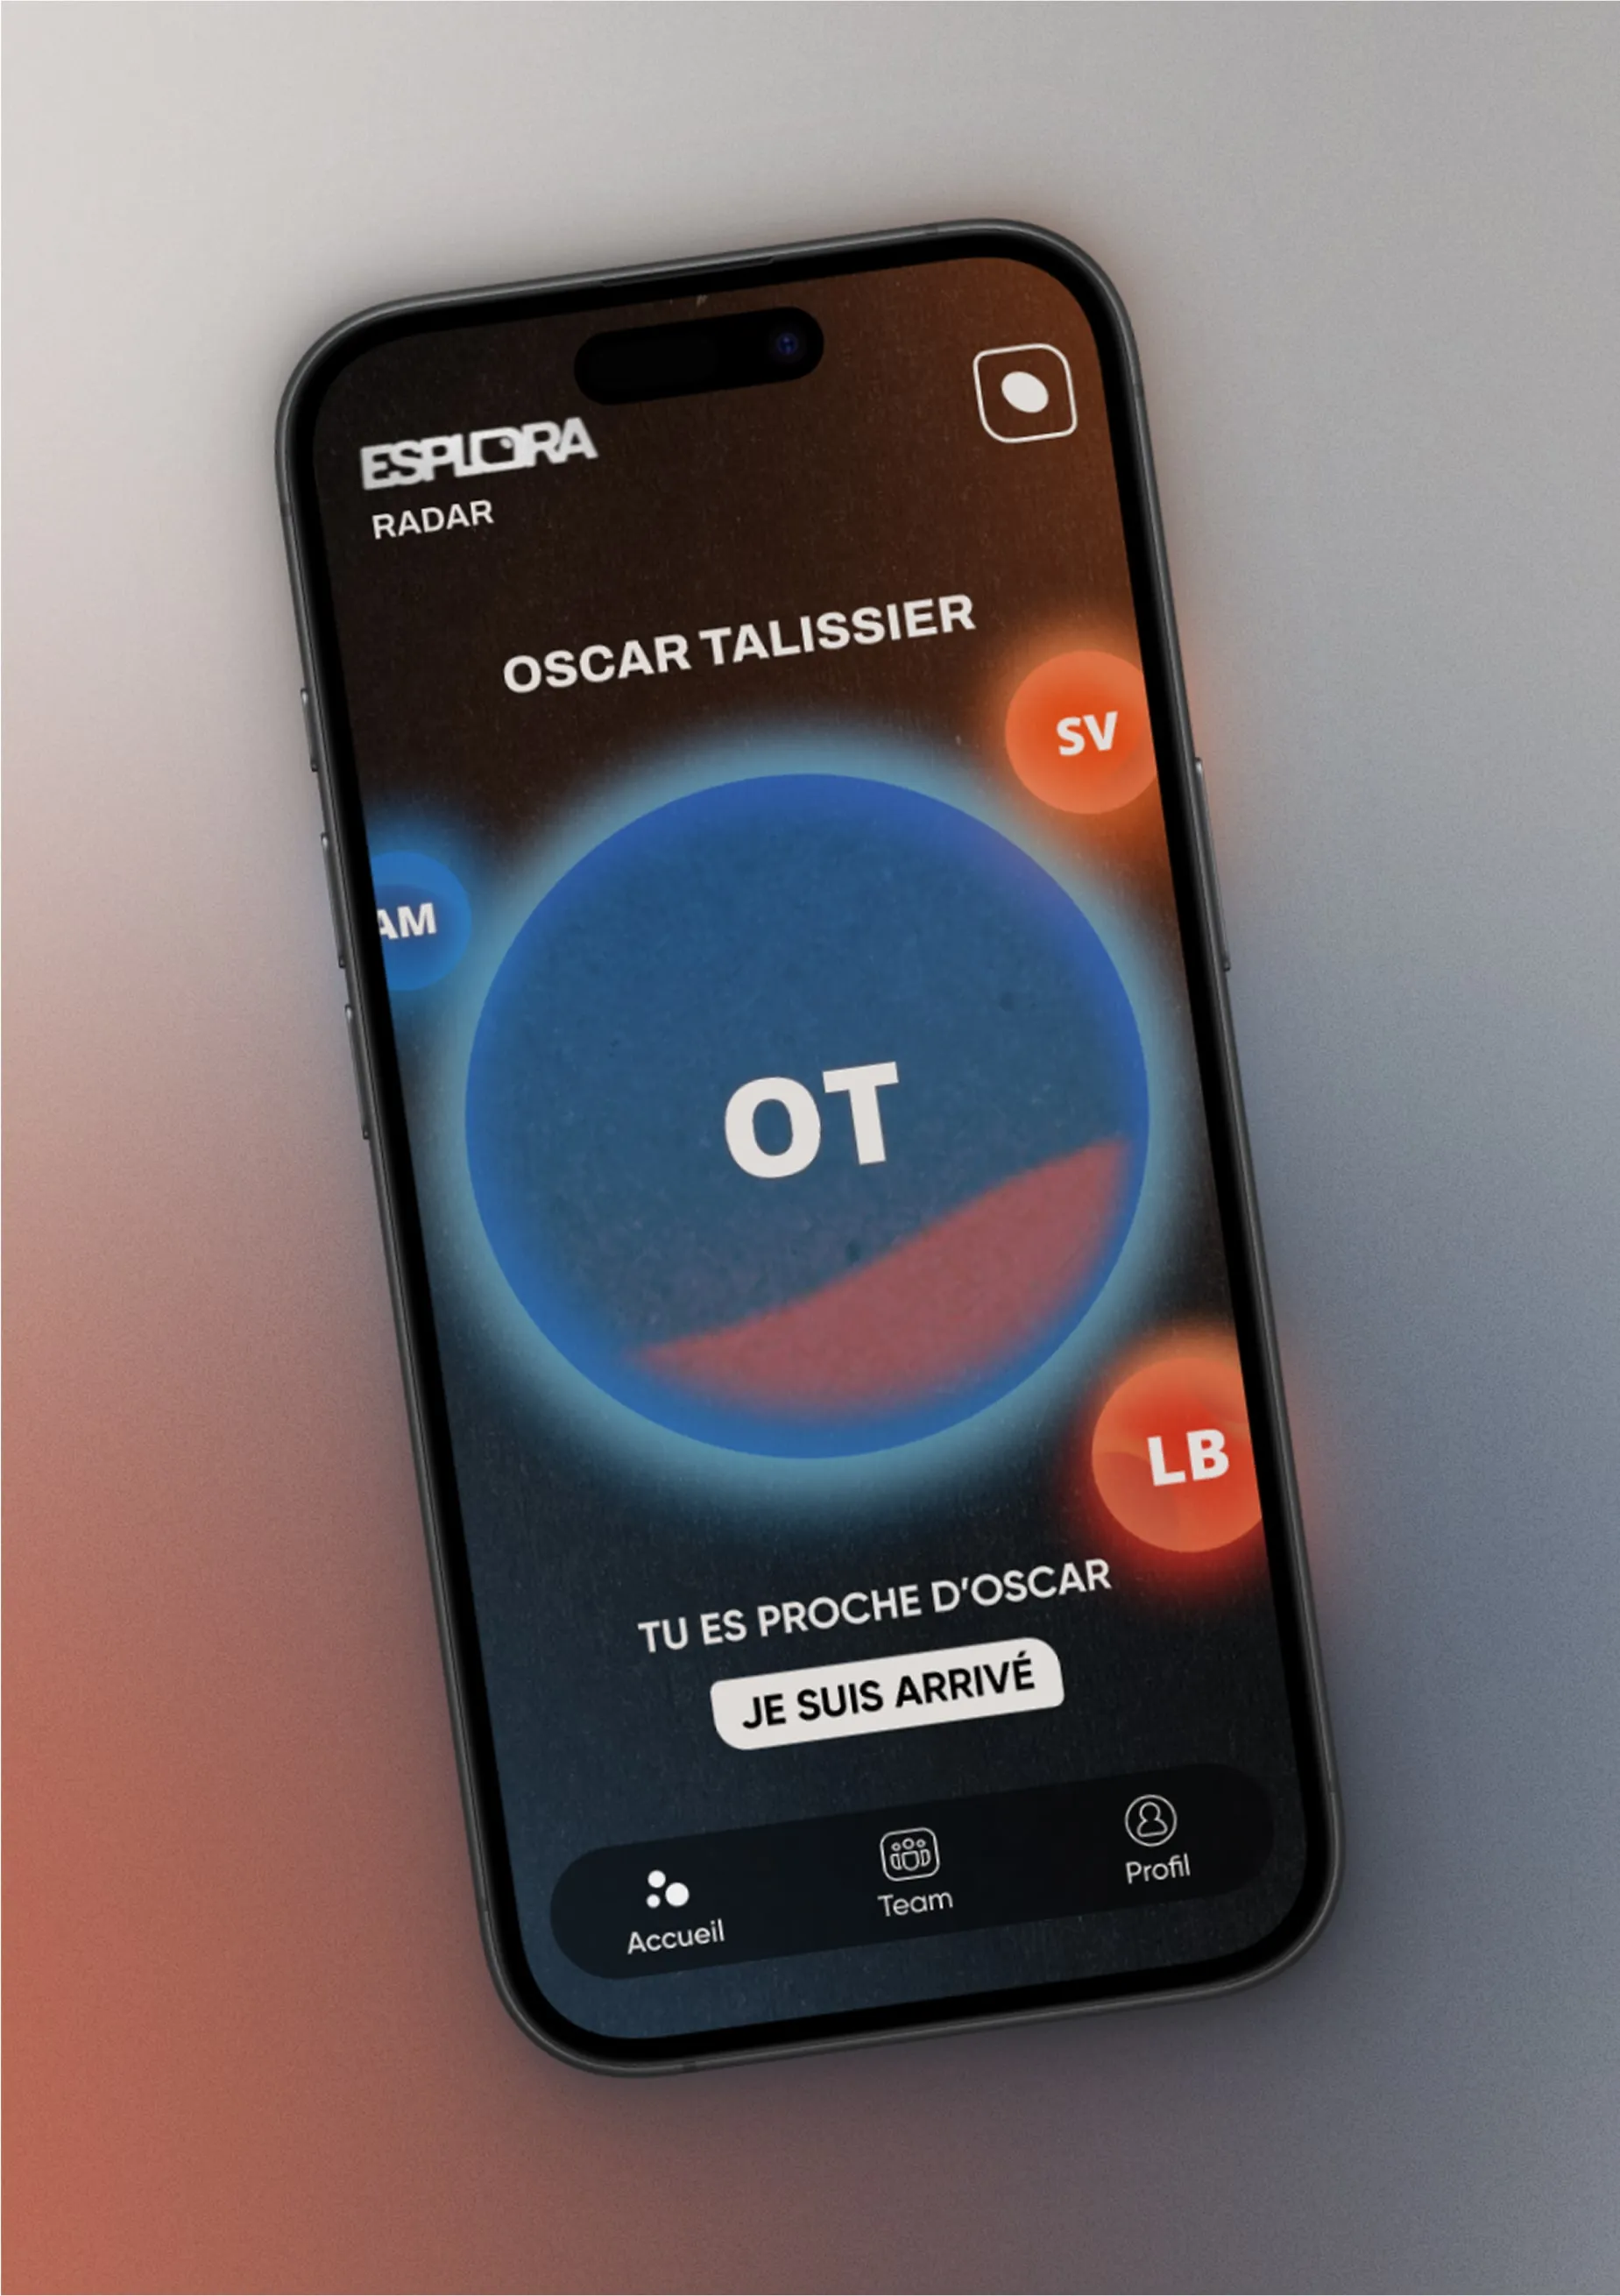 ESPLORA
RADAR
OSCAR TALISSIER
SV
AM
OT
LB
TU ES PROCHE D'OSCAR
JE SUIS ARRIVÉ
Accueil
Team
Profil